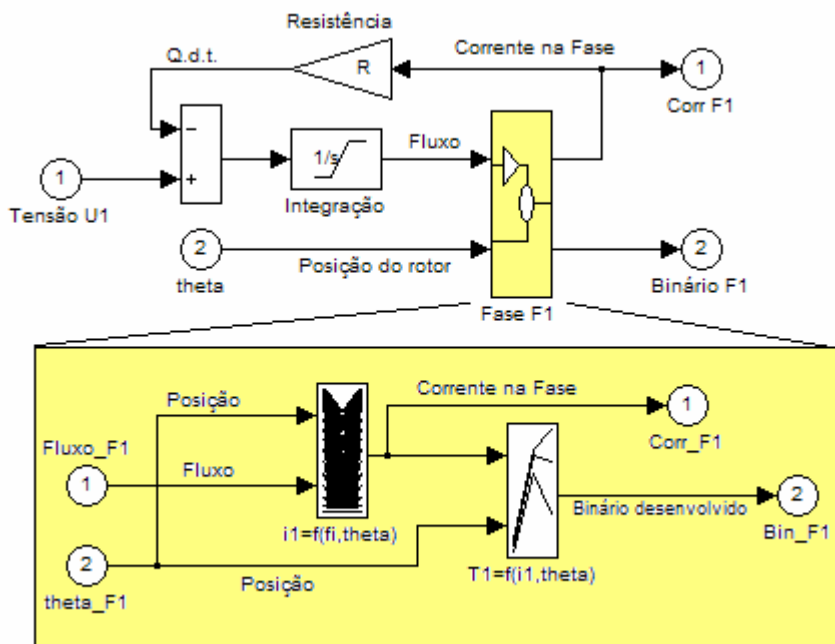 Resistência
Q.d.t.
R
Corrente na Fase
1
Corr F1
−
+
1
Tensão U1
1/s
Integração
Fluxo
2
theta
Posição do rotor
Fase F1
2
Binário F1
Posição
Corrente na Fase
1
Corr_F1
Fluxo_F1
1
Fluxo
i1=f(fi,theta)
Binário desenvolvido
2
Bin_F1
2
theta_F1
Posição
T1=f(i1,theta)